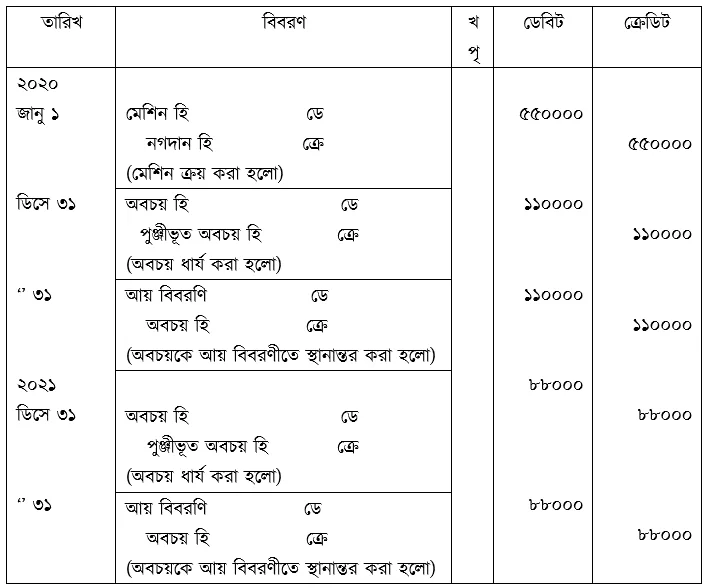 তারিখ বিবরণ খ পৃ ডেবিট ক্রেডিট
২০২০
জানু ১ মেশিন হি ডে ৫৫০০০০
নগদান হি ক্রে ৫৫০০০০
(মেশিন ক্রয় করা হলো)
ডিসে ৩১ অবচয় হি ডে ১১০০০০
পুঞ্জীভূত অবচয় হি ক্রে ১১০০০০
(অবচয় ধার্য করা হলো)
‘’ ৩১ আয় বিবরণি ডে ১১০০০০
অবচয় হি ক্রে ১১০০০০
(অবচয়কে আয় বিবরণীতে স্থানান্তর করা হলো)
২০২১ ৮৮০০০
ডিসে ৩১ অবচয় হি ডে ৮৮০০০
পুঞ্জীভূত অবচয় হি ক্রে
(অবচয় ধার্য করা হলো)
‘’ ৩১ আয় বিবরণি ডে ৮৮০০০
অবচয় হি ক্রে ৮৮০০০
(অবচয়কে আয় বিবরণীতে স্থানান্তর করা হলো)